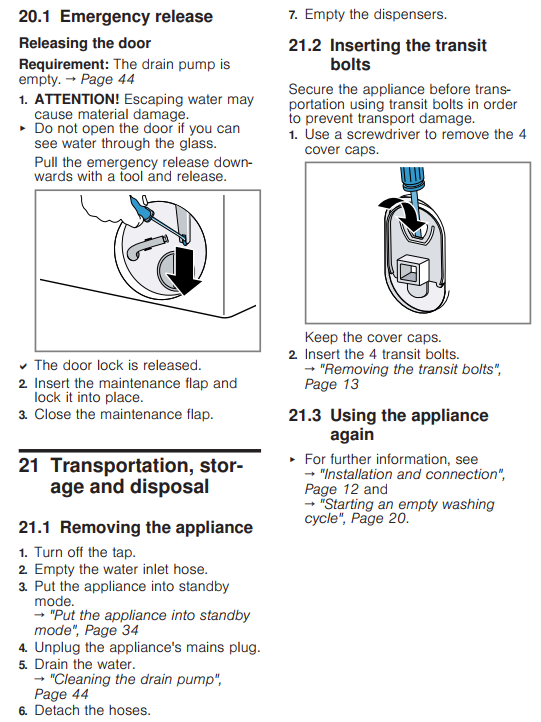 20.1 Emergency release
Releasing the door
Requirement: The drain pump is
empty. → Page 44
1. ATTENTION! Escaping water may
cause material damage.
▸ Do not open the door if you can
see water through the glass.
Pull the emergency release down-
wards with a tool and release.
✓ The door lock is released.
2. Insert the maintenance flap and
lock it into place.
3. Close the maintenance flap.
21 Transportation, stor-
age and disposal
21.1 Removing the appliance
1. Turn off the tap.
2. Empty the water inlet hose.
3. Put the appliance into standby
mode.
→ "Put the appliance into standby
mode", Page 34
4. Unplug the appliance's mains plug.
5. Drain the water.
→ "Cleaning the drain pump",
Page 44
6. Detach the hoses.
7. Empty the dispensers.
21.2 Inserting the transit
bolts
Secure the appliance before trans-
portation using transit bolts in order
to prevent transport damage.
1. Use a screwdriver to remove the 4
cover caps.
Keep the cover caps.
2. Insert the 4 transit bolts.
→ "Removing the transit bolts",
Page 13
21.3 Using the appliance
again
▸ For further information, see
→ "Installation and connection",
Page 12 and
→ "Starting an empty washing
cycle", Page 20.